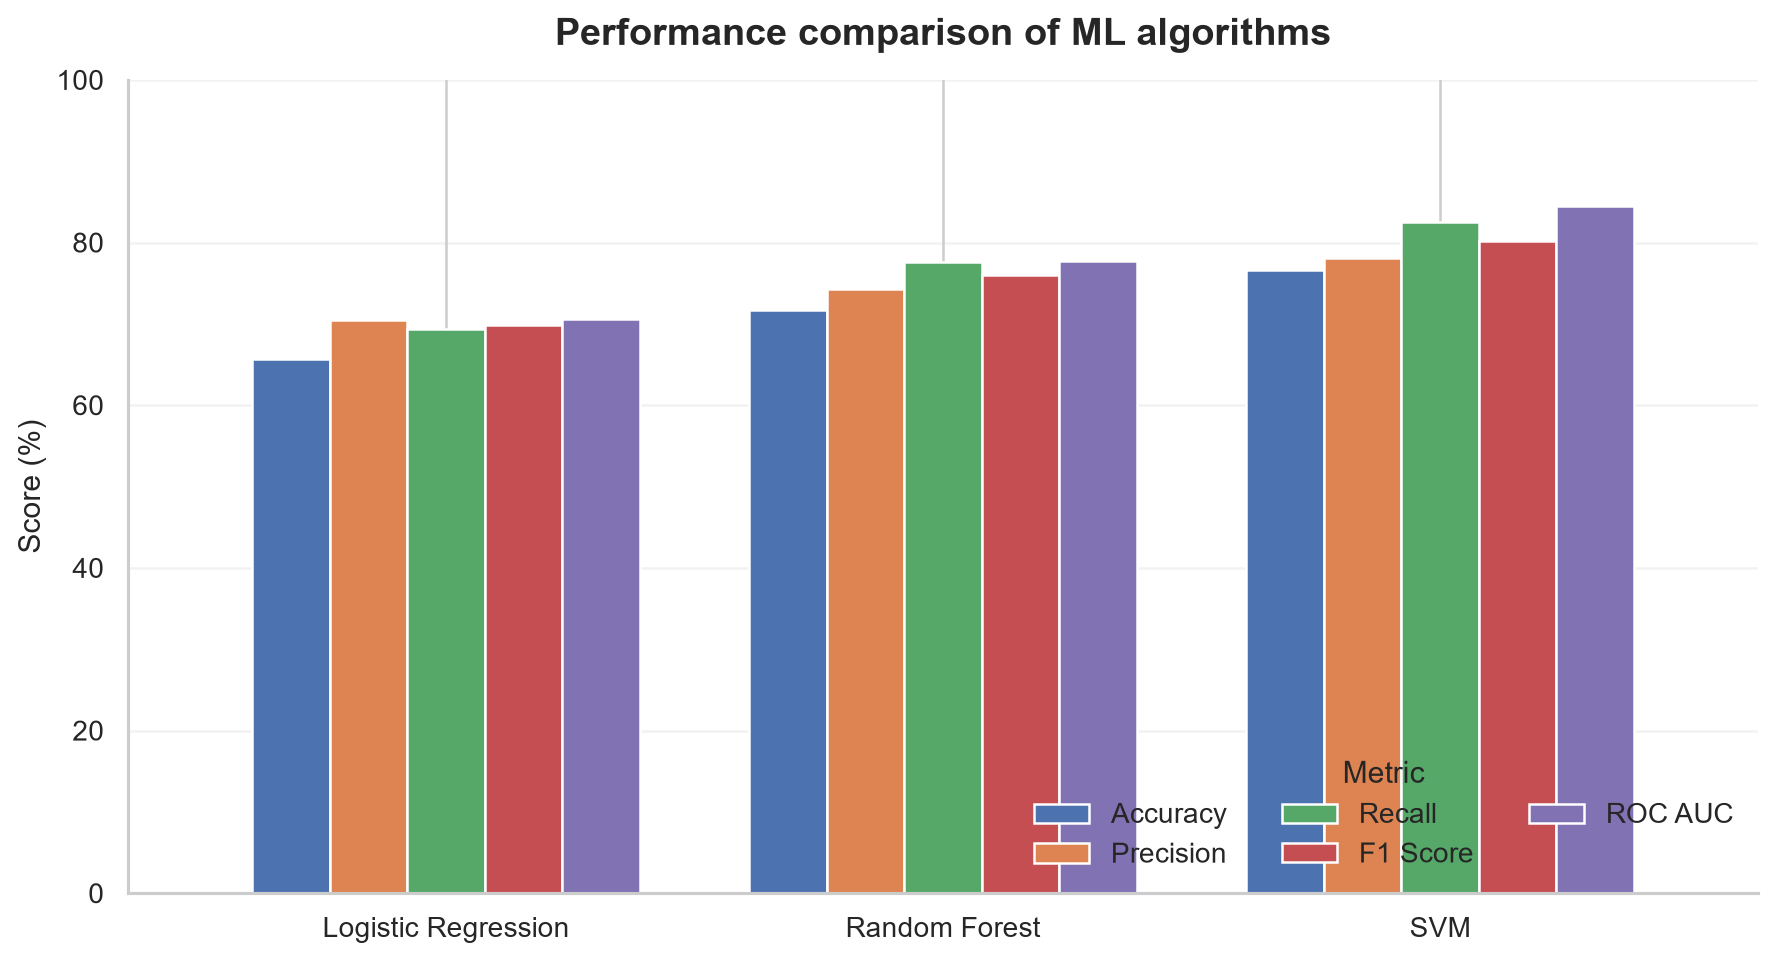 Performance comparison of ML algorithms
100
80
60
40
20
0
Score (%)
Metric
Accuracy Recall ROC AUC
Precision F1 Score
Logistic Regression Random Forest SVM